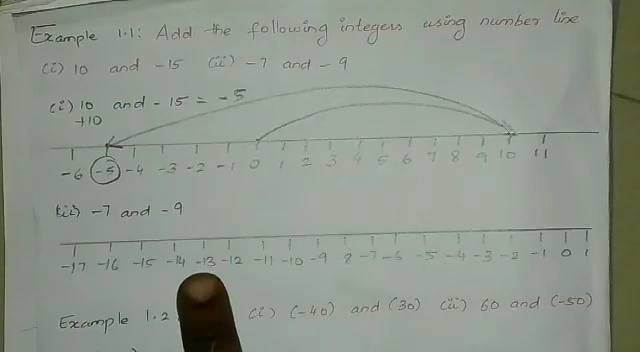 Example 1.1: Add the following integers using number line
(i) 10 and -15 (ii) -7 and -9
(i) 10 and -15 = -5
+10
-6 -5 -4 -3 -2 -1 0 1 2 3 4 5 6 7 8 9 10 11
(ii) -7 and -9
-17 -16 -15 -14 -13 -12 -11 -10 -9 8 -7 -6 -5 -4 -3 -2 -1 0 1
Example 1.2 (i) (-40) and (30) (ii) 60 and (-50)